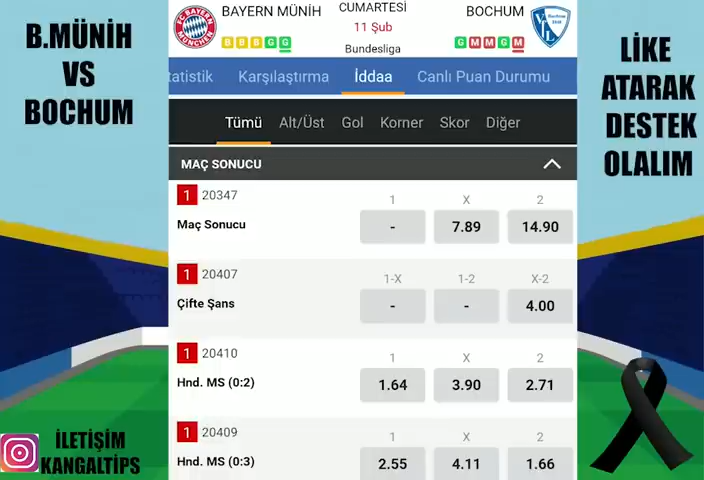 B.MÜNİH
VS
BOCHUM
BAYERN MÜNİH
B B B G G
CUMARTESİ
11 Şub
Bundesliga
BOCHUM
G M M G M
LİKE
ATARAK
DESTEK
OLALIM
tatistik Karşılaştırma İddaa Canlı Puan Durumu
Tümü Alt/Üst Gol Korner Skor Diğer
MAÇ SONUCU
1 20347 1 X 2
Maç Sonucu - 7.89 14.90
1 20407 1-X 1-2 X-2
Çifte Şans - - 4.00
1 20410 1 X 2
Hnd. MS (0:2) 1.64 3.90 2.71
1 20409 1 X 2
Hnd. MS (0:3) 2.55 4.11 1.66
İLETİŞİM
KANGALTİPS